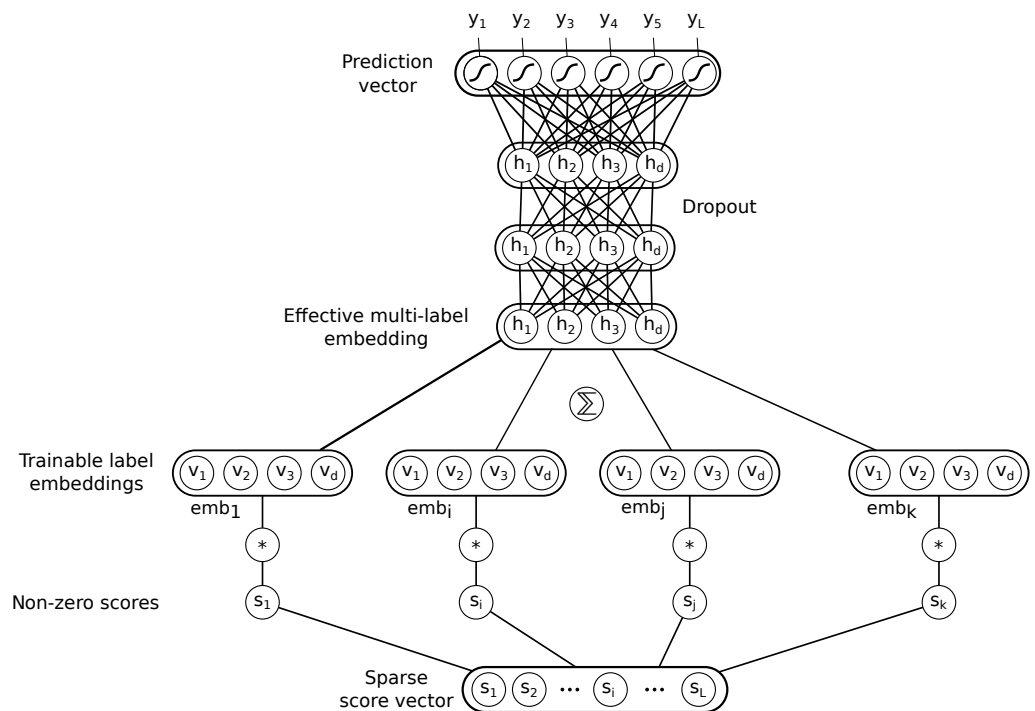 y1 y2 y3 y4 y5 yL
Prediction
vector
h1 h2 h3 hd
Dropout
h1 h2 h3 hd
Effective multi-label
embedding
h1 h2 h3 hd
Σ
Trainable label
embeddings
v1 v2 v3 vd v1 v2 v3 vd v1 v2 v3 vd v1 v2 v3 vd
emb1 embi embj embk
* * * *
Non-zero scores
s1 si sj sk
Sparse
score vector
s1 s2 ... si ... sL